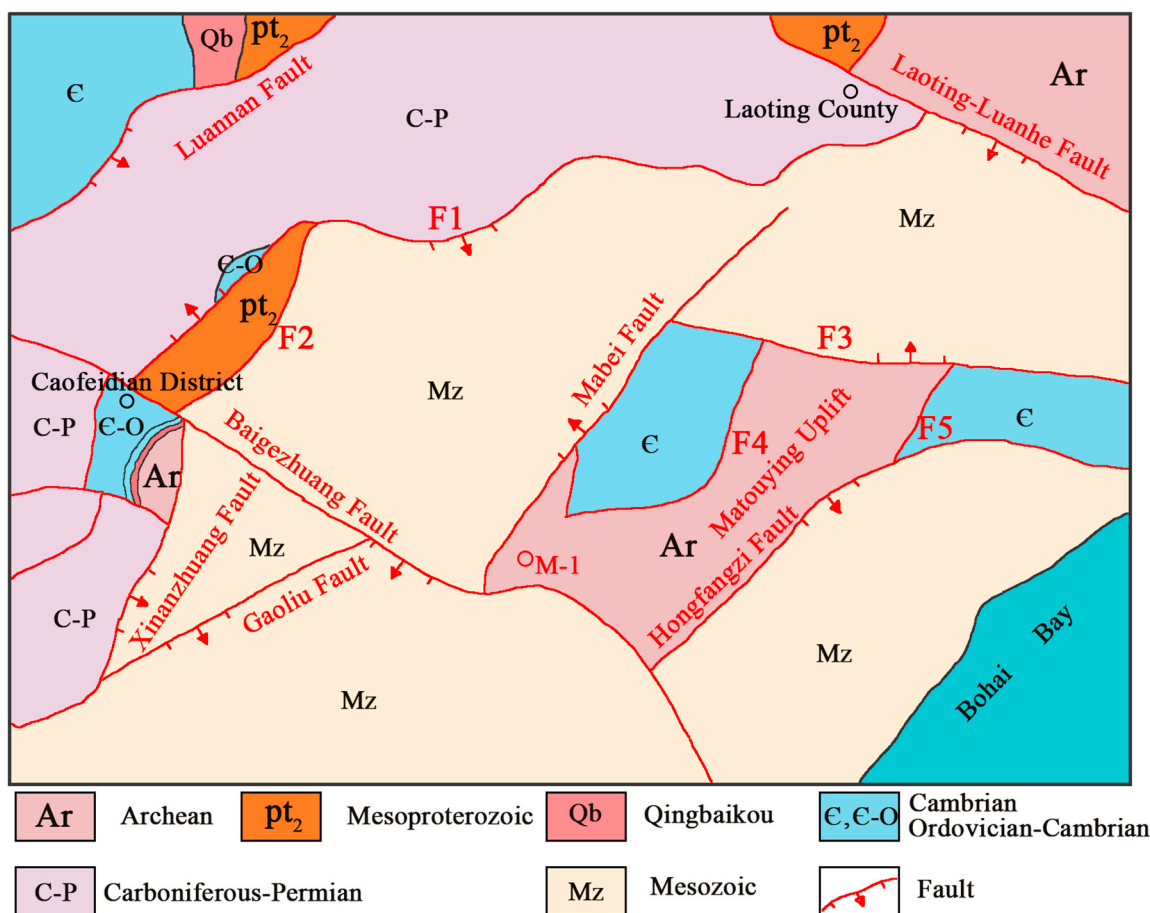 Qb
pt2
pt2
Є
Ar
Luannan Fault
C-P
Laoting County
Laoting-Luanhe Fault
F1
Mz
Є-O
pt2
F2
Mabei Fault
F3
Caofeidian District
Mz
C-P
Є-O
Baigezhuang Fault
Є
F4
Matouying Uplift
F5
Є
Ar
Xinanzhuang Fault
Mz
Gaoliu Fault
M-1
Ar
Hongfangzi Fault
C-P
Mz
Mz
Bohai Bay
Ar
Archean
pt2
Mesoproterozoic
Qb
Qingbaikou
Є,Є-O
Cambrian
Ordovician-Cambrian
C-P
Carboniferous-Permian
Mz
Mesozoic
Fault